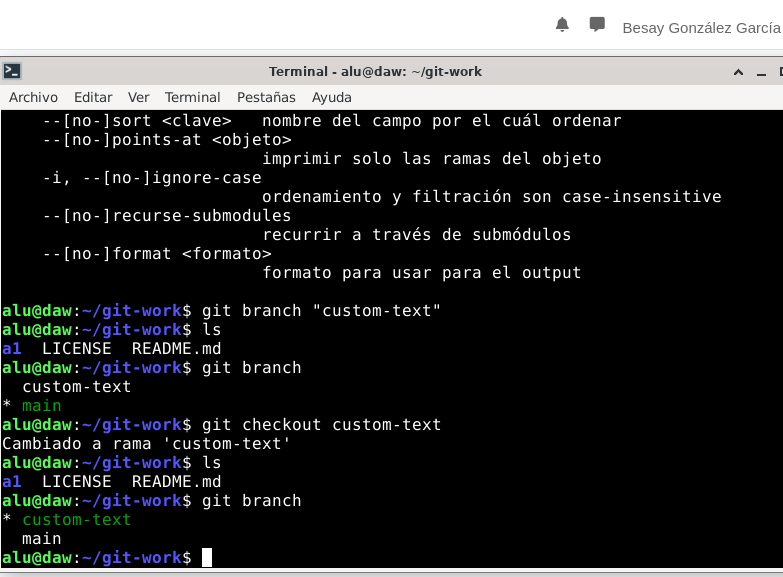 Besay González García
Terminal - alu@daw: ~/git-work
Archivo Editar Ver Terminal Pestañas Ayuda
--[no-]sort <clave> nombre del campo por el cuál ordenar
--[no-]points-at <objeto>
imprimir solo las ramas del objeto
-i, --[no-]ignore-case
ordenamiento y filtración son case-insensitive
--[no-]recurse-submodules
recurrir a través de submódulos
--[no-]format <formato>
formato para usar para el output
alu@daw:~/git-work$ git branch "custom-text"
alu@daw:~/git-work$ ls
a1 LICENSE README.md
alu@daw:~/git-work$ git branch
custom-text
* main
alu@daw:~/git-work$ git checkout custom-text
Cambiado a rama 'custom-text'
alu@daw:~/git-work$ ls
a1 LICENSE README.md
alu@daw:~/git-work$ git branch
* custom-text
main
alu@daw:~/git-work$